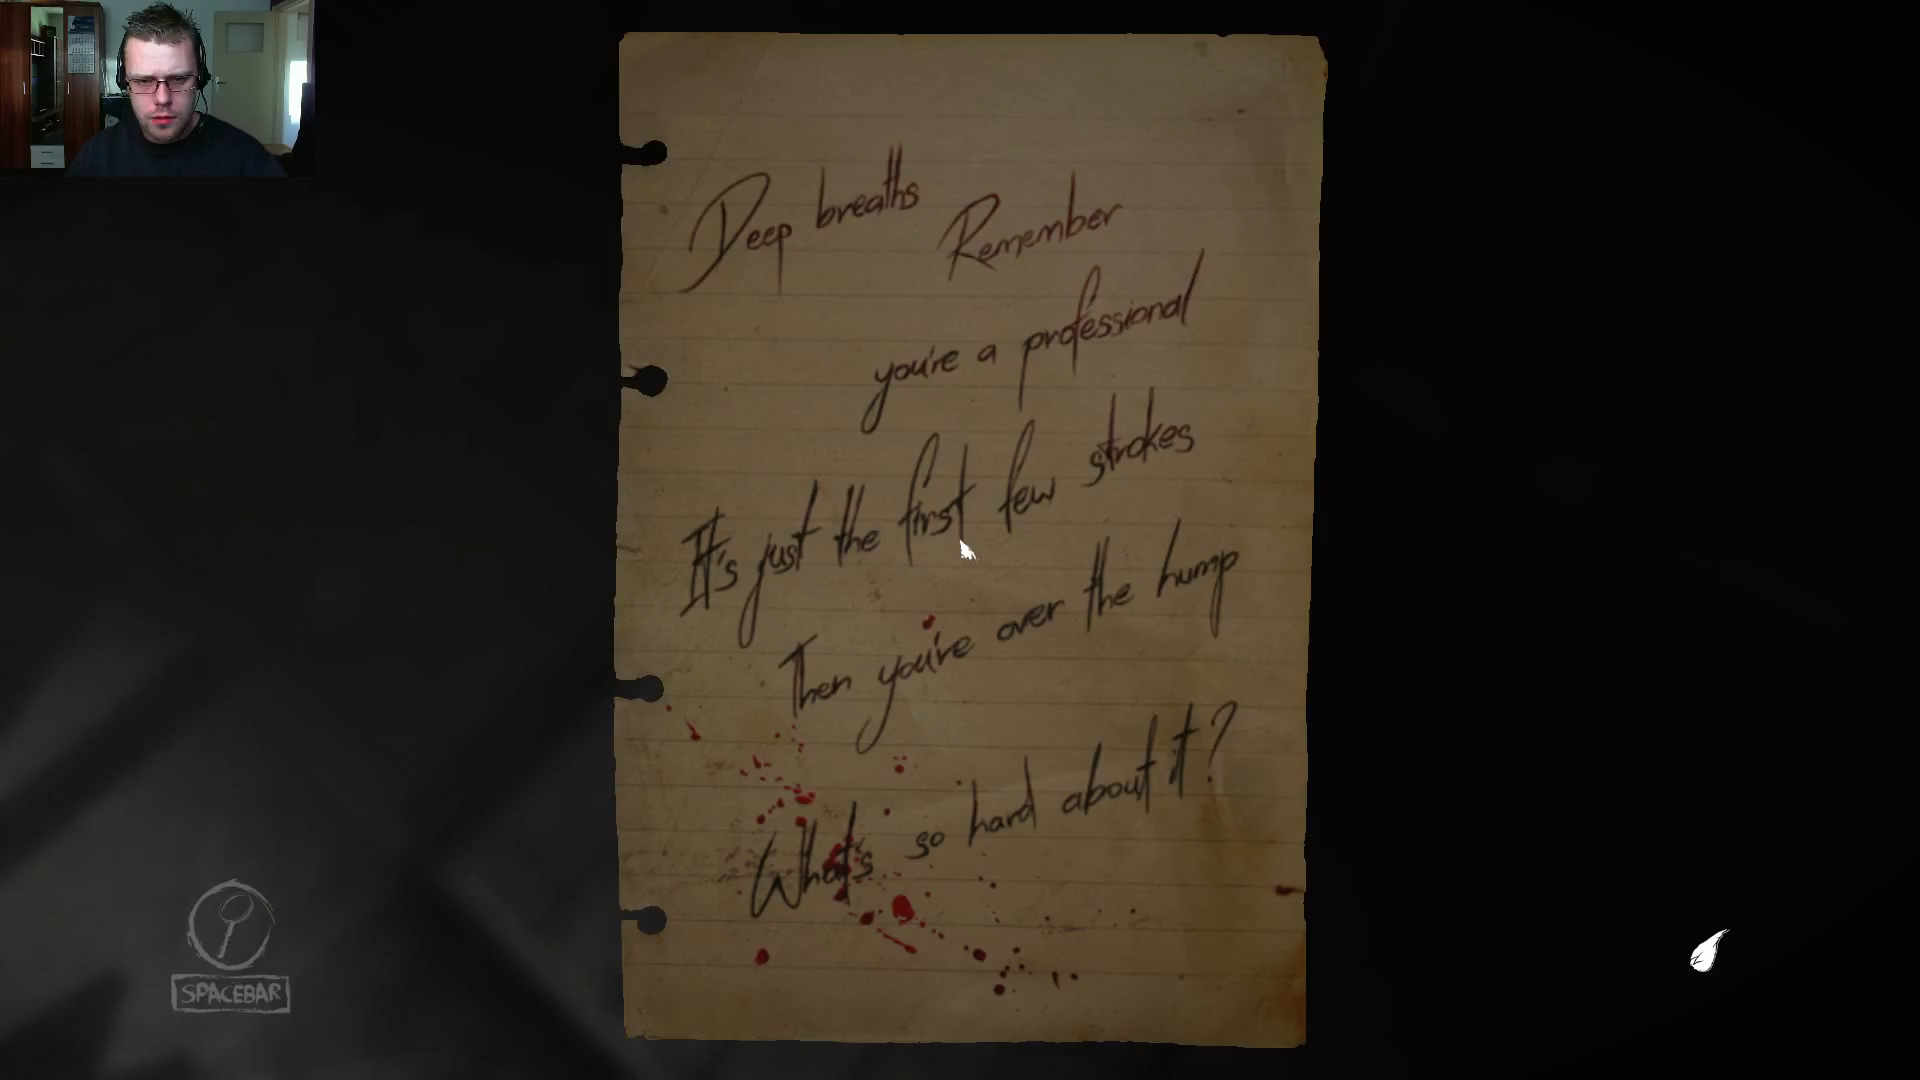 Deep breaths Remember
you're a professional
It's just the first few strokes
Then you're over the hump
What's so hard about it?
SPACEBAR